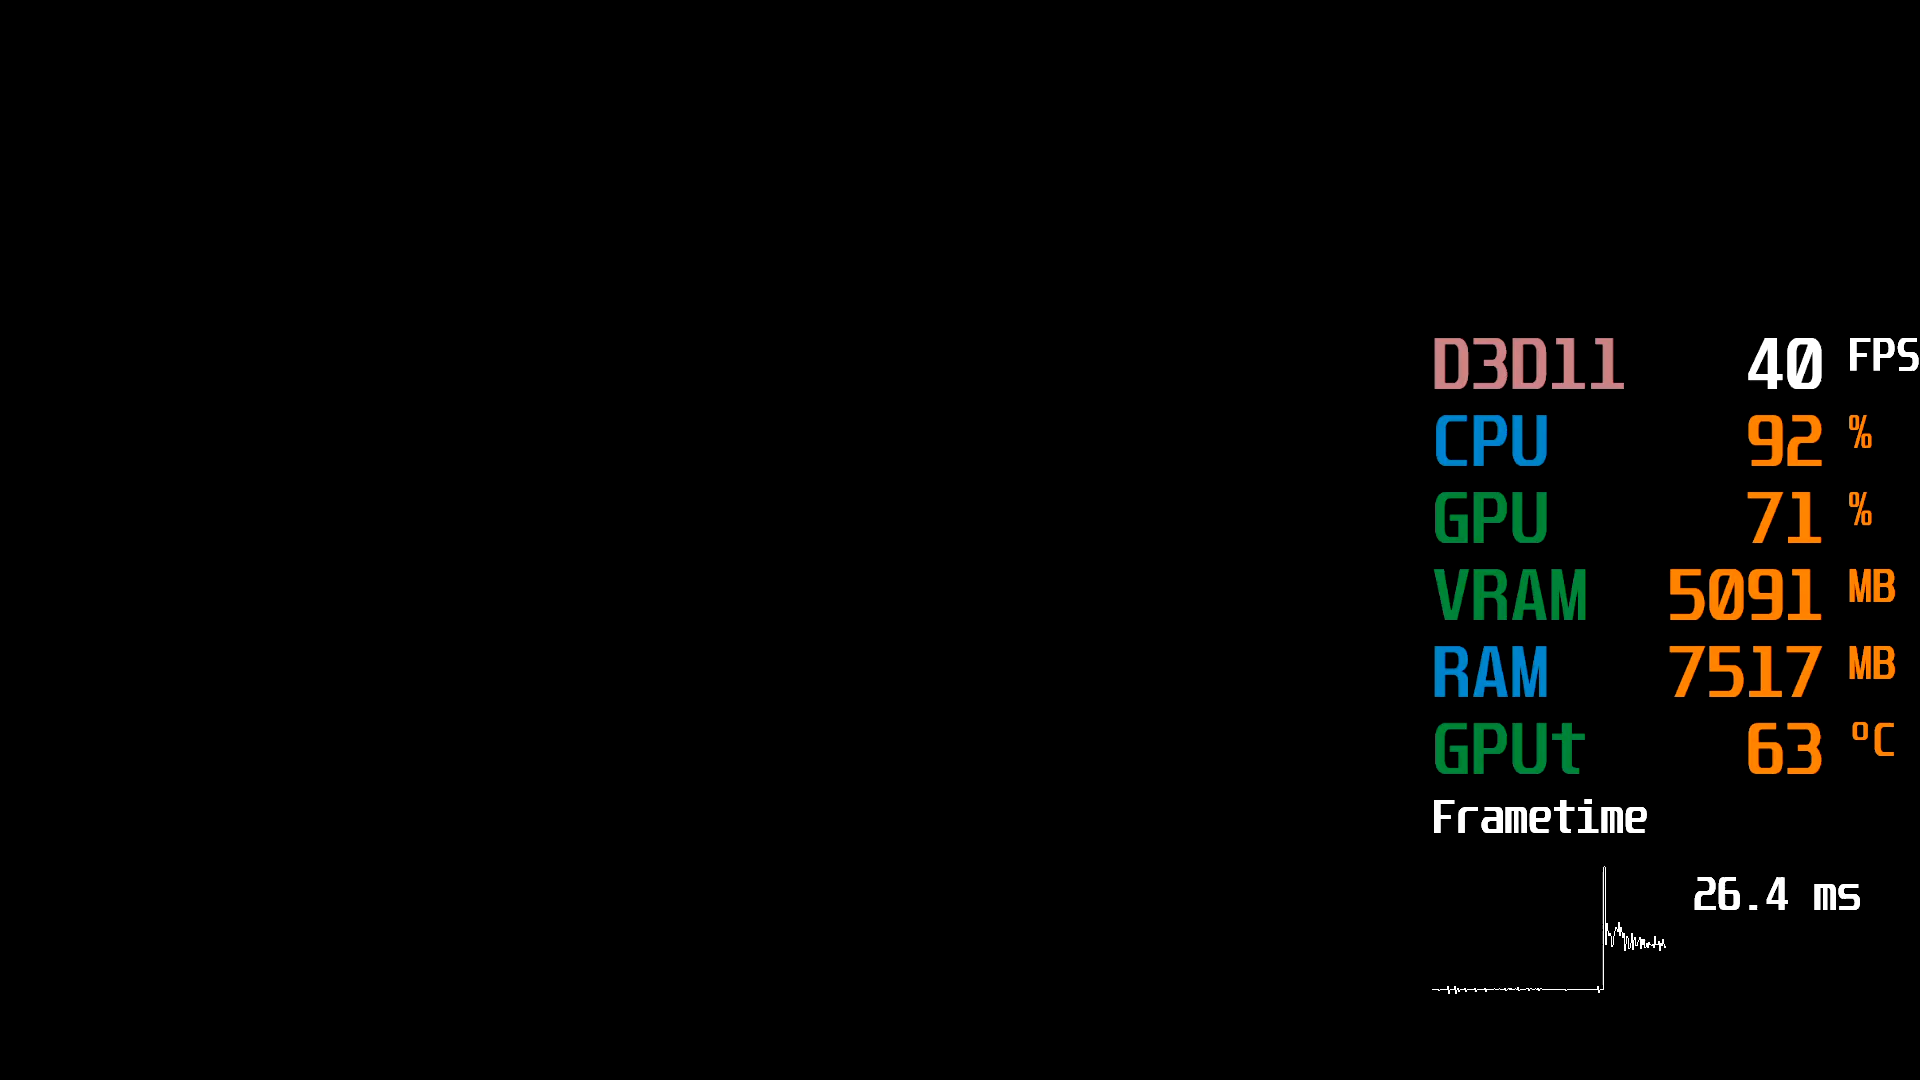 D3D11 40 FPS
CPU 92 %
GPU 71 %
VRAM 5091 MB
RAM 7517 MB
GPUt 63 °C
Frametime
26.4 ms